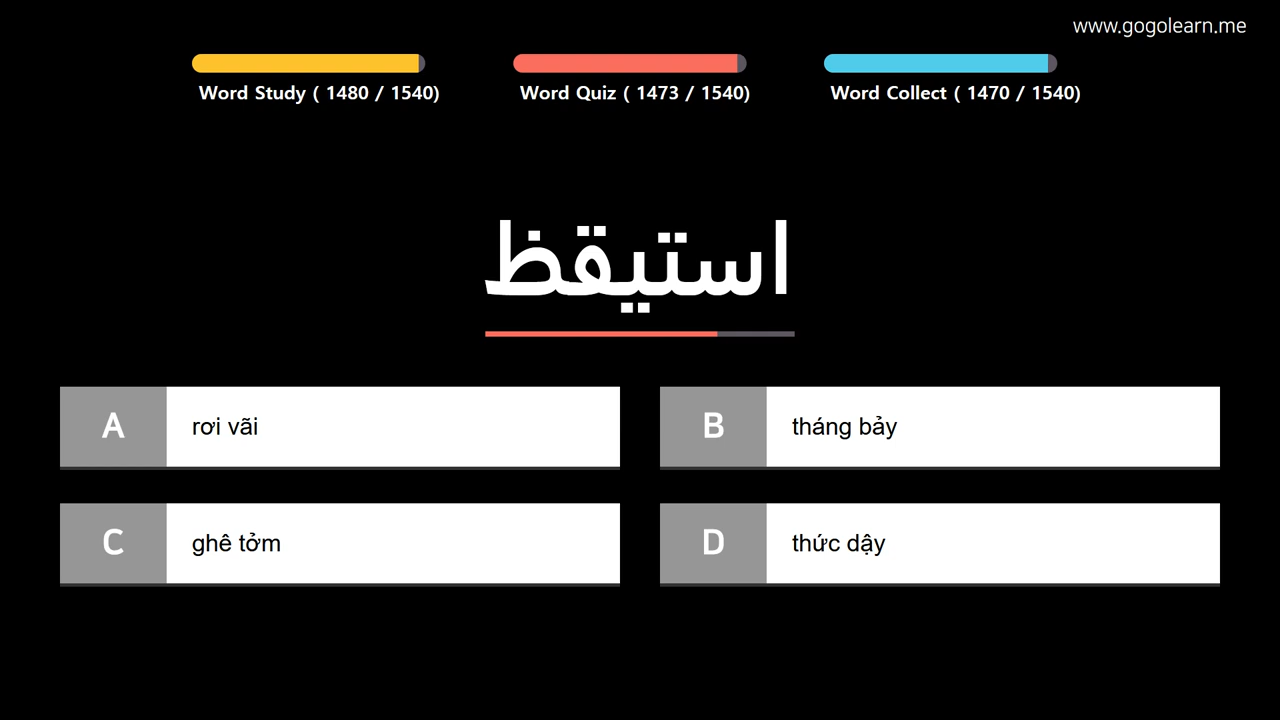 www.gogolearn.me
Word Study ( 1480 / 1540)
Word Quiz ( 1473 / 1540)
Word Collect ( 1470 / 1540)
استيقظ
A rơi vãi
B tháng bảy
C ghê tởm
D thức dậy